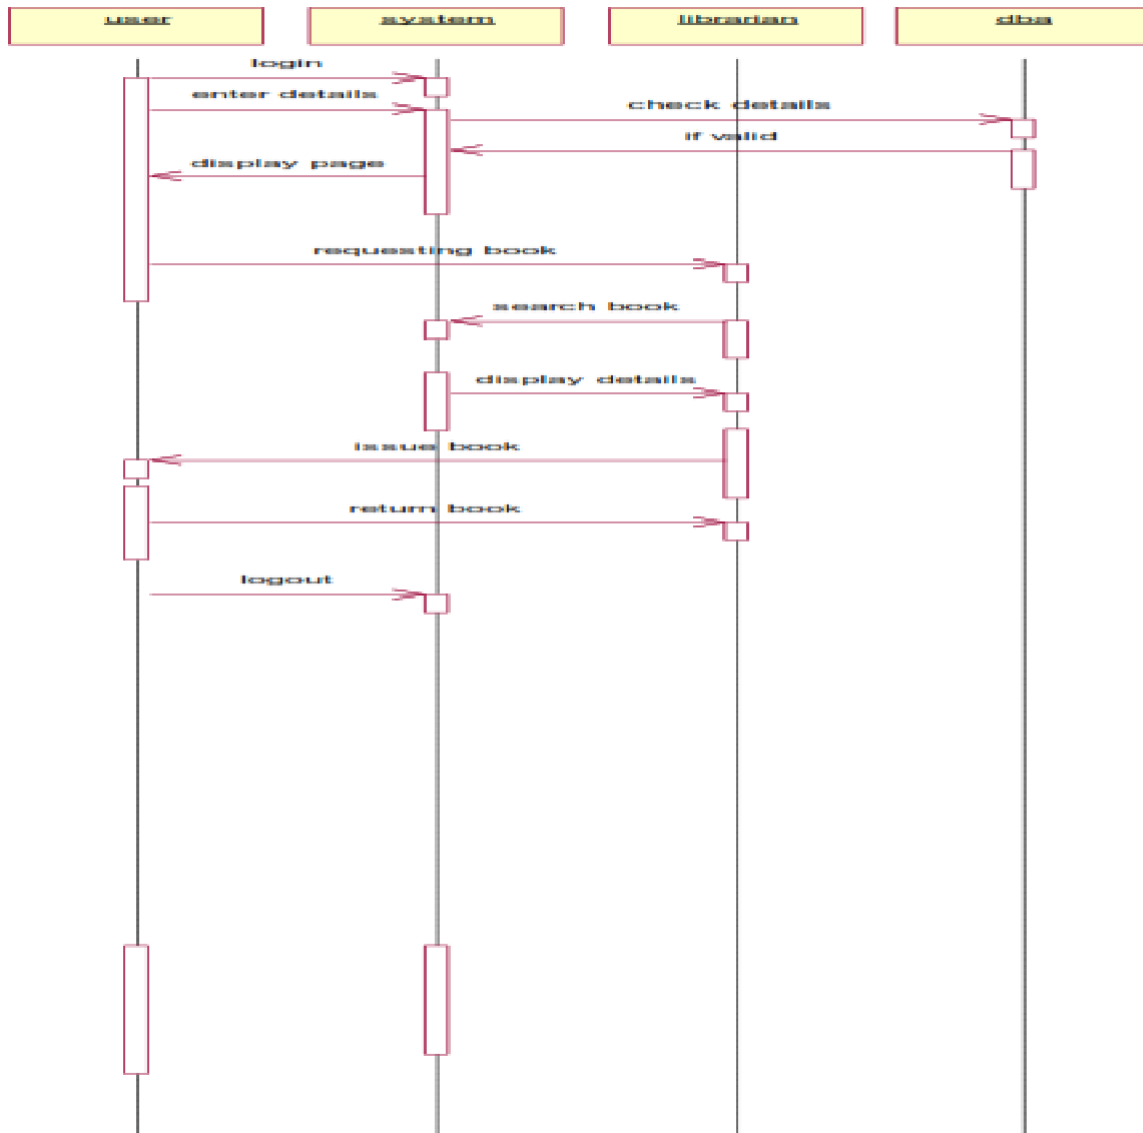 user
system
librarian
dba
login
enter details
check details
if valid
display page
requesting book
search book
display details
issue book
return book
logout